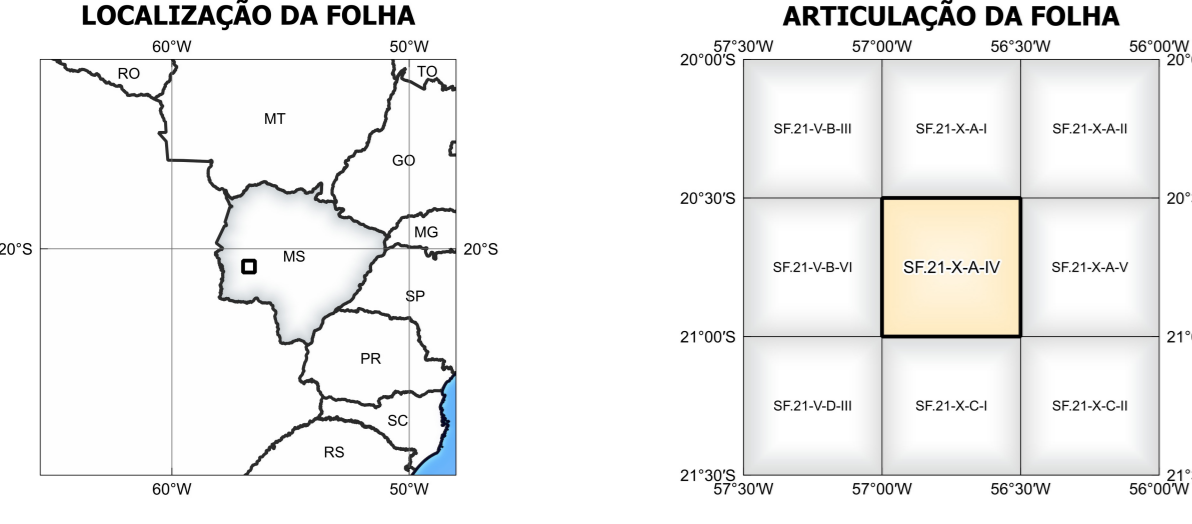 LOCALIZAÇÃO DA FOLHA
60°W 50°W
RO
TO
MT
GO
MG
20°S 20°S
MS
SP
PR
SC
RS
60°W 50°W
ARTICULAÇÃO DA FOLHA
57°30'W 57°00'W 56°30'W 56°00'W
20°00'S
SF.21-V-B-III SF.21-X-A-I SF.21-X-A-II
20°30'S
SF.21-V-B-VI SF.21-X-A-IV SF.21-X-A-V
21°00'S
SF.21-V-D-III SF.21-X-C-I SF.21-X-C-II
21°30'S
57°30'W 57°00'W 56°30'W 56°00'W